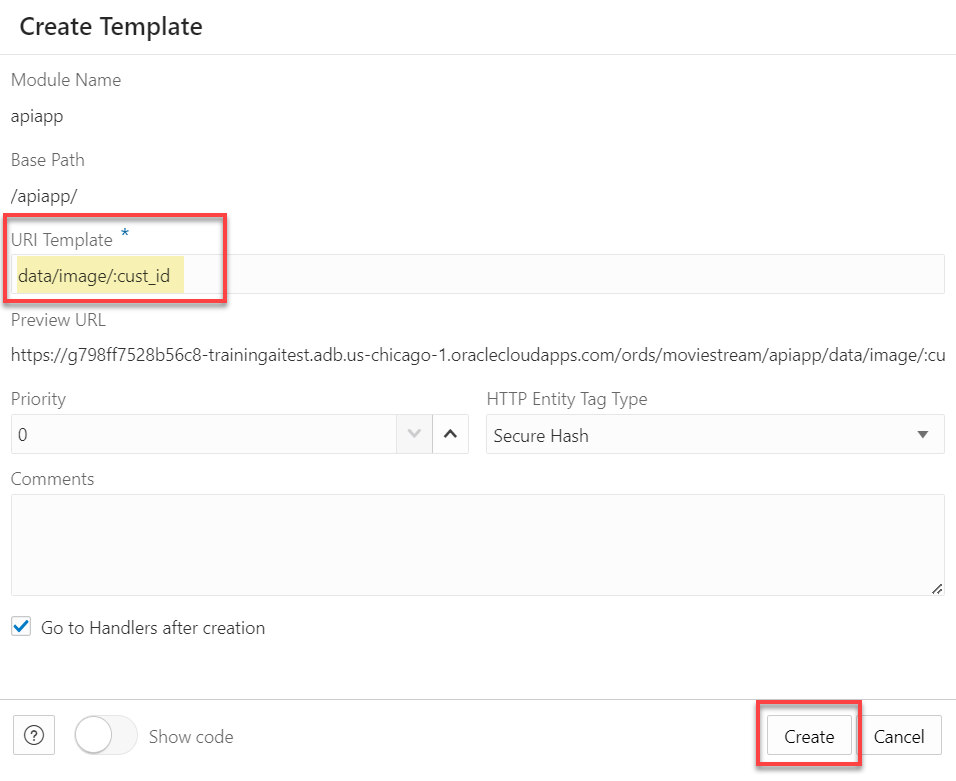 Create Template
Module Name
apiapp
Base Path
/apiapp/
URI Template *
data/image/:cust_id
Preview URL
https://g798ff7528b56c8-trainingaitest.adb.us-chicago-1.oraclecloudapps.com/ords/moviestream/apiapp/data/image/:cu
Priority HTTP Entity Tag Type
0 Secure Hash
Comments
Go to Handlers after creation
? Show code Create Cancel